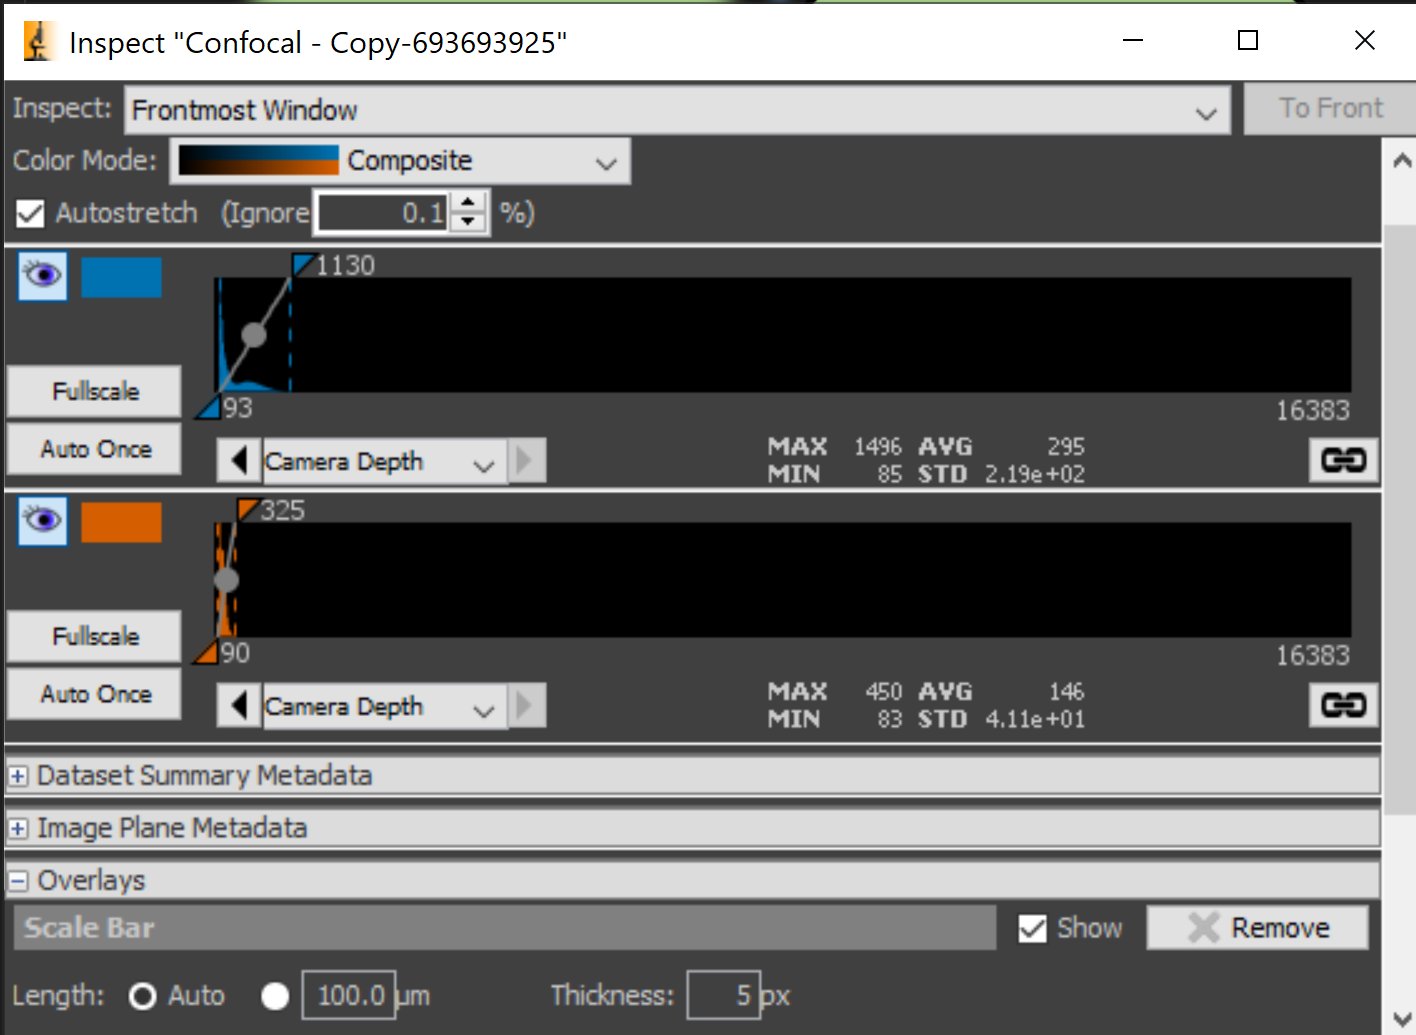 Inspect "Confocal - Copy-693693925"
Inspect: Frontmost Window To Front
Color Mode: Composite
Autostretch (Ignore 0.1 %)
1130
Fullscale
93 16383
Auto Once
Camera Depth MAX 1496 AVG 295
MIN 85 STD 2.19e+02
325
Fullscale
90 16383
Auto Once
Camera Depth MAX 450 AVG 146
MIN 83 STD 4.11e+01
Dataset Summary Metadata
Image Plane Metadata
Overlays
Scale Bar Show Remove
Length: Auto 100.0 µm Thickness: 5 px